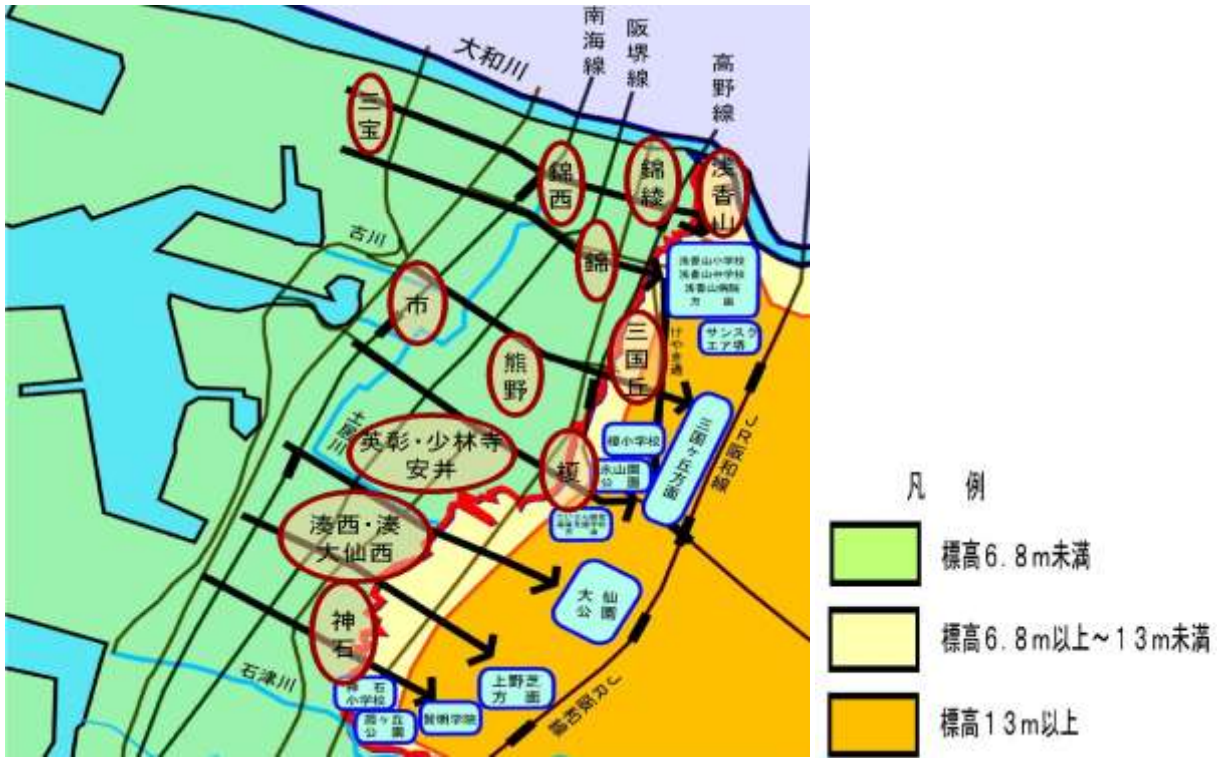 大和川
南海線
阪堺線
高野線
三宝
錦西
錦綾
浅香山
古川
錦
浅香山小学校
浅香山中学校
浅香山病院
方面
市
三国丘
けやき通
サンスク
エア堺
熊野
三国ヶ丘方面
JR阪和線
土居川
英彰・少林寺
安井
榎
榎小学校
永山園
公園
湊西・湊
大仙西
大仙
公園
神石
石津川
神石
小学校
霞ヶ丘
公園
賢明学院
上野芝
方面
JR阪和線
凡例
標高6.8m未満
標高6.8m以上～13m未満
標高13m以上